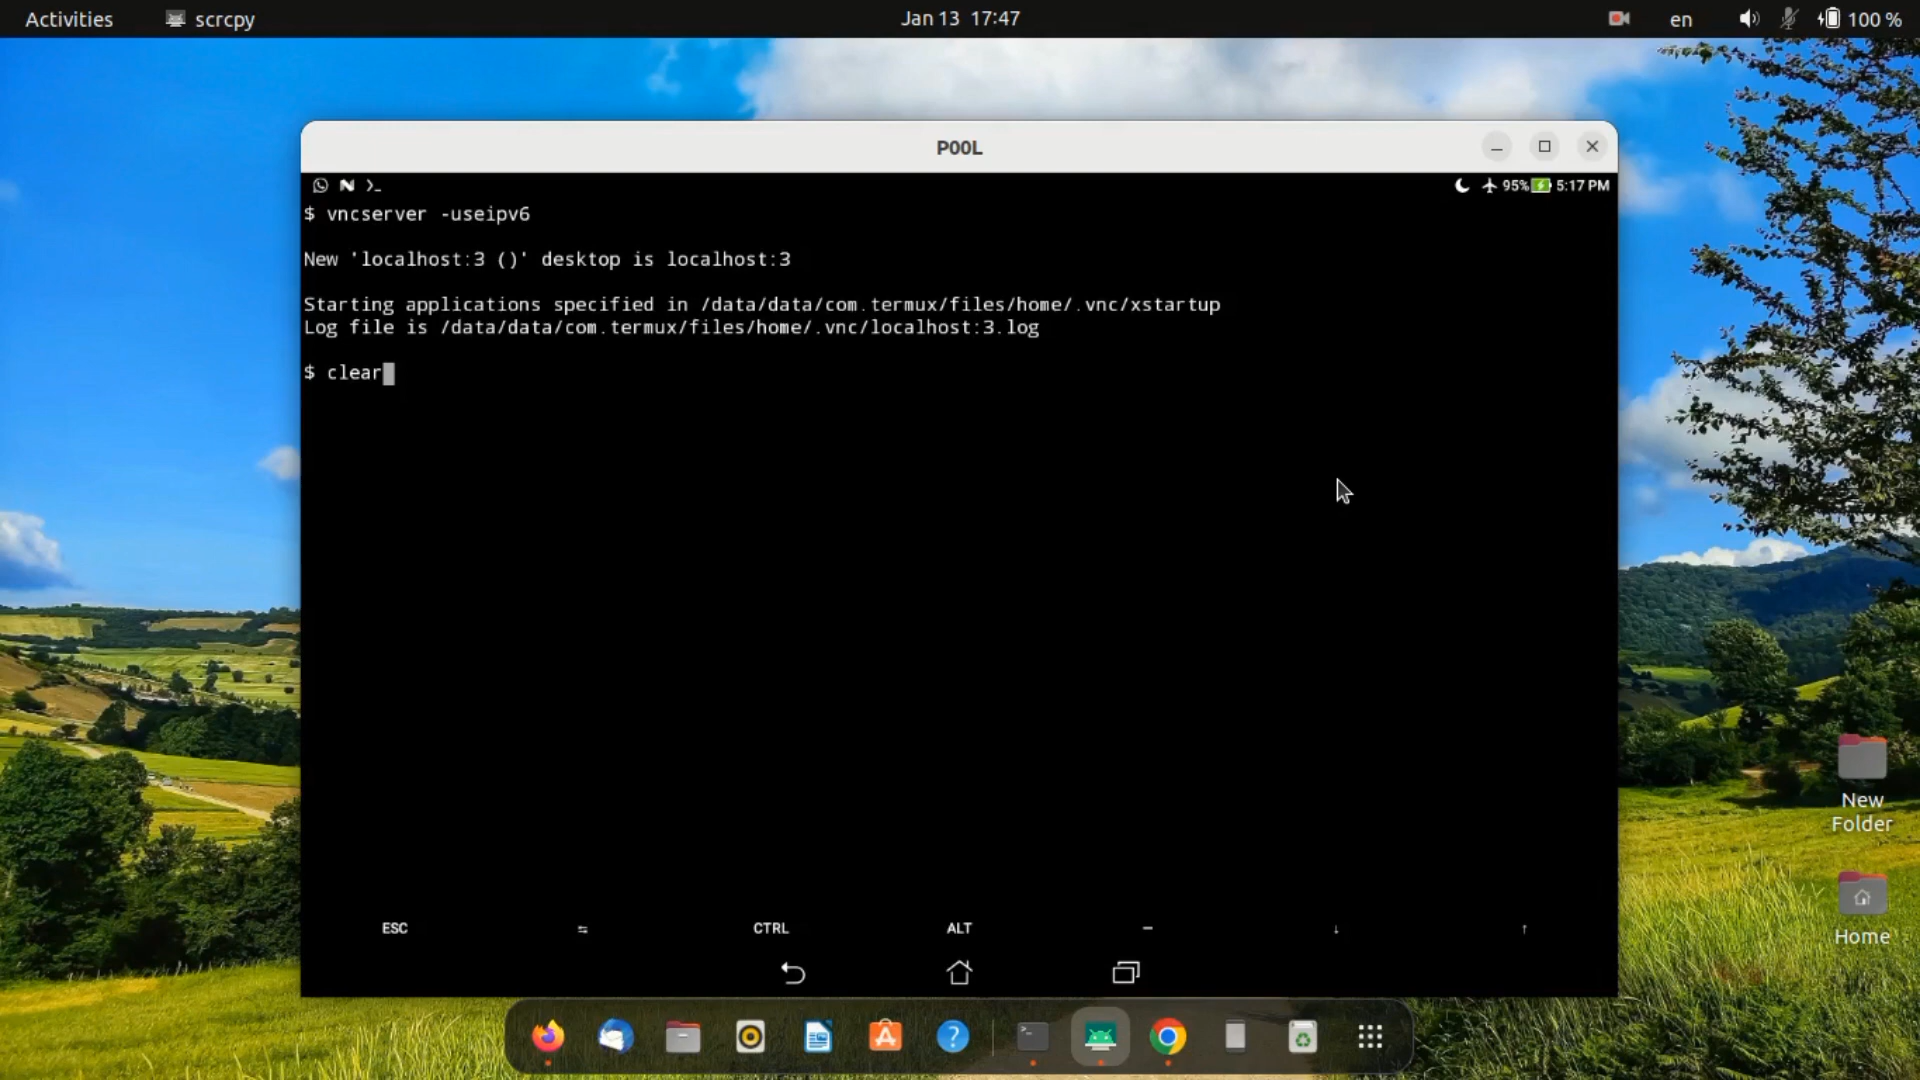 Activities scrcpy Jan 13 17:47 en 100 %
P00L
95% 5:17 PM
$ vncserver -useipv6
New 'localhost:3 ()' desktop is localhost:3
Starting applications specified in /data/data/com.termux/files/home/.vnc/xstartup
Log file is /data/data/com.termux/files/home/.vnc/localhost:3.log
$ clear
ESC ⇆ CTRL ALT − ↓ ↑
New
Folder
Home